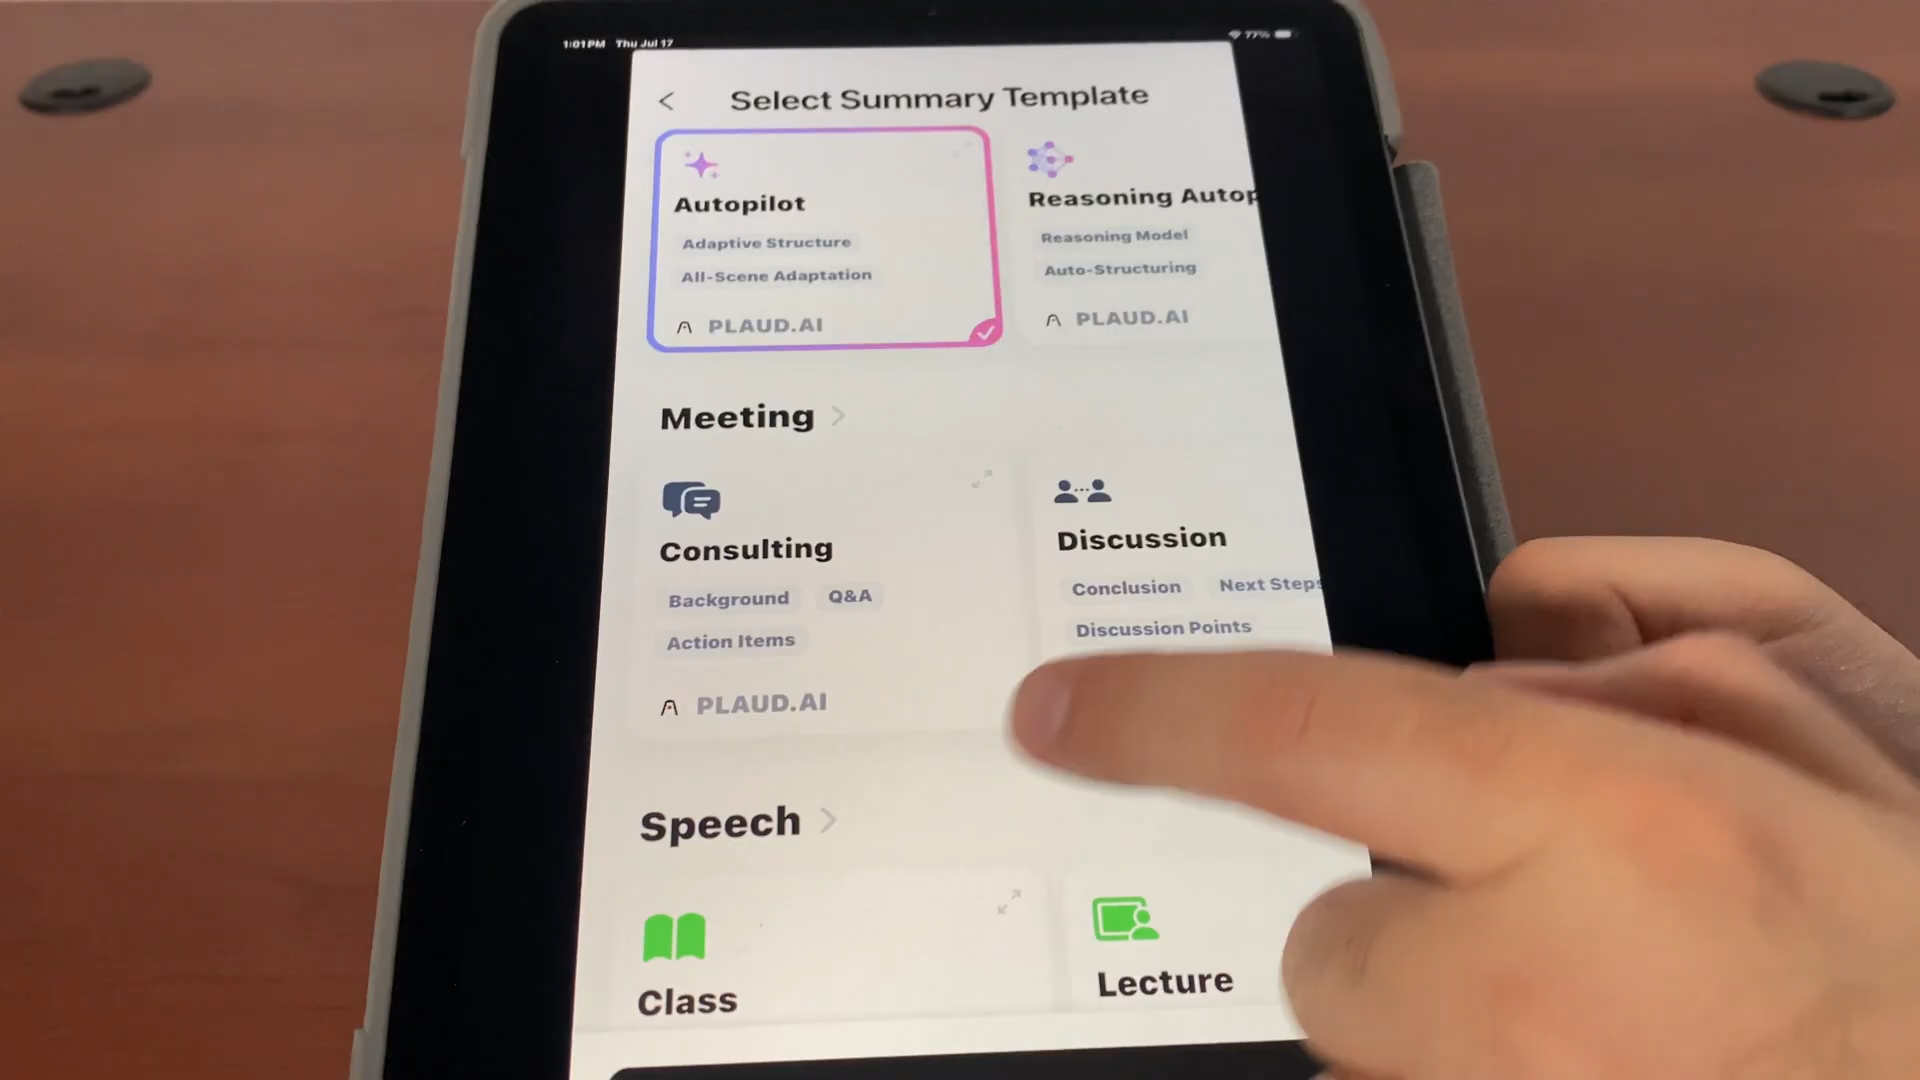 1:01 PM Thu Jul 17
77%
Select Summary Template
Autopilot
Adaptive Structure
All-Scene Adaptation
PLAUD.AI
Reasoning Autop
Reasoning Model
Auto-Structuring
PLAUD.AI
Meeting
Consulting
Background Q&A
Action Items
PLAUD.AI
Discussion
Conclusion Next Steps
Discussion Points
Speech
Class
Lecture